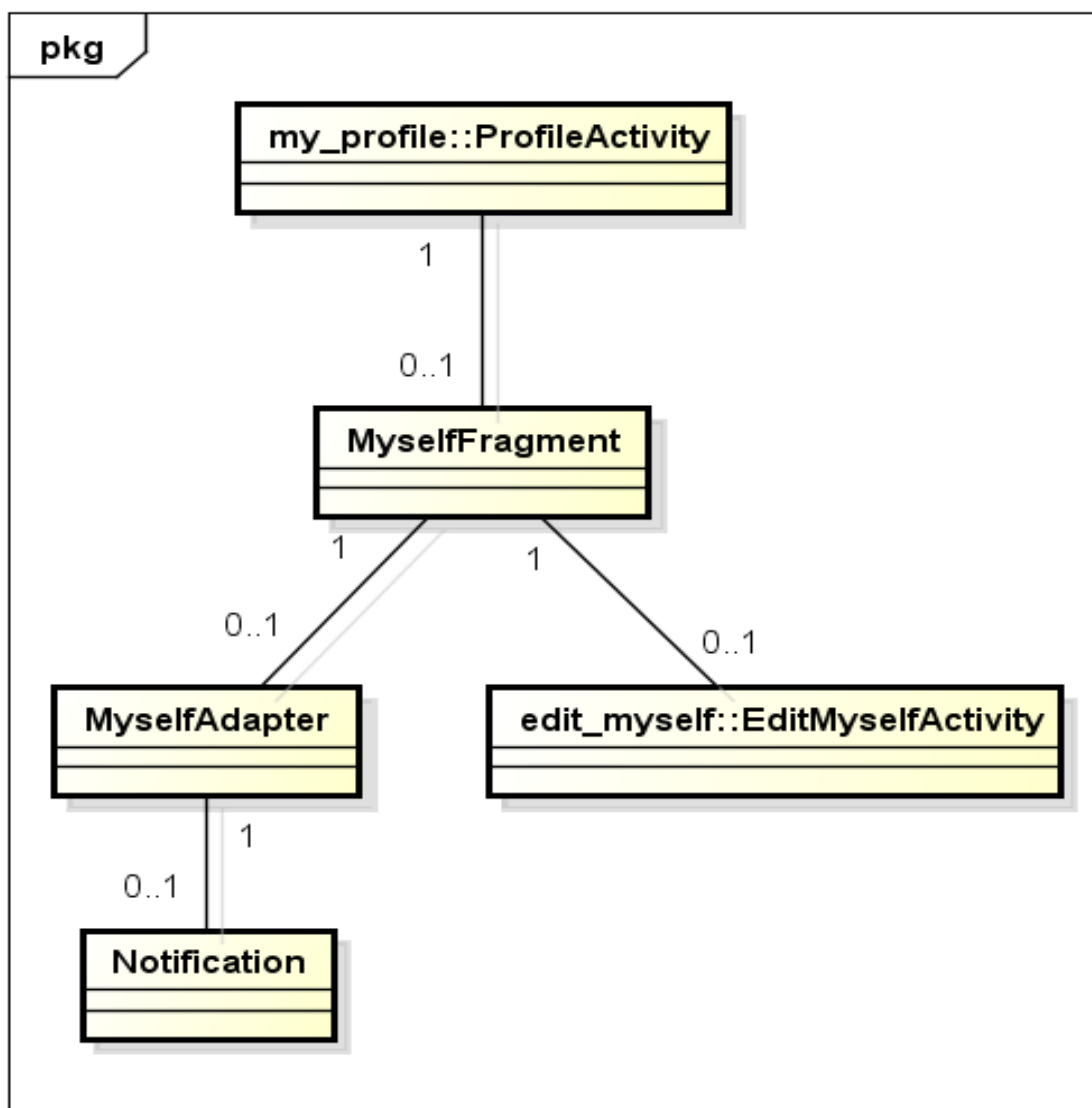 pkg
my_profile::ProfileActivity
1
0..1
MyselfFragment
1
1
0..1
0..1
MyselfAdapter
edit_myself::EditMyselfActivity
1
0..1
Notification